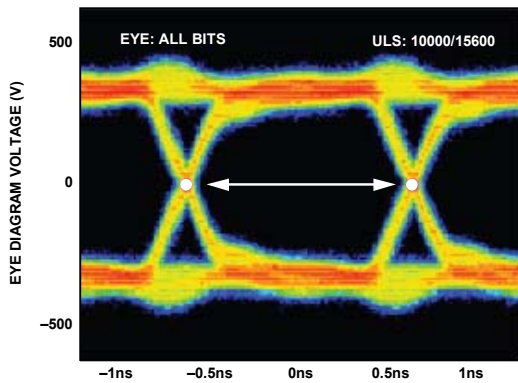 EYE: ALL BITS ULS: 10000/15600
500
0
–500
EYE DIAGRAM VOLTAGE (V)
–1ns –0.5ns 0ns 0.5ns 1ns